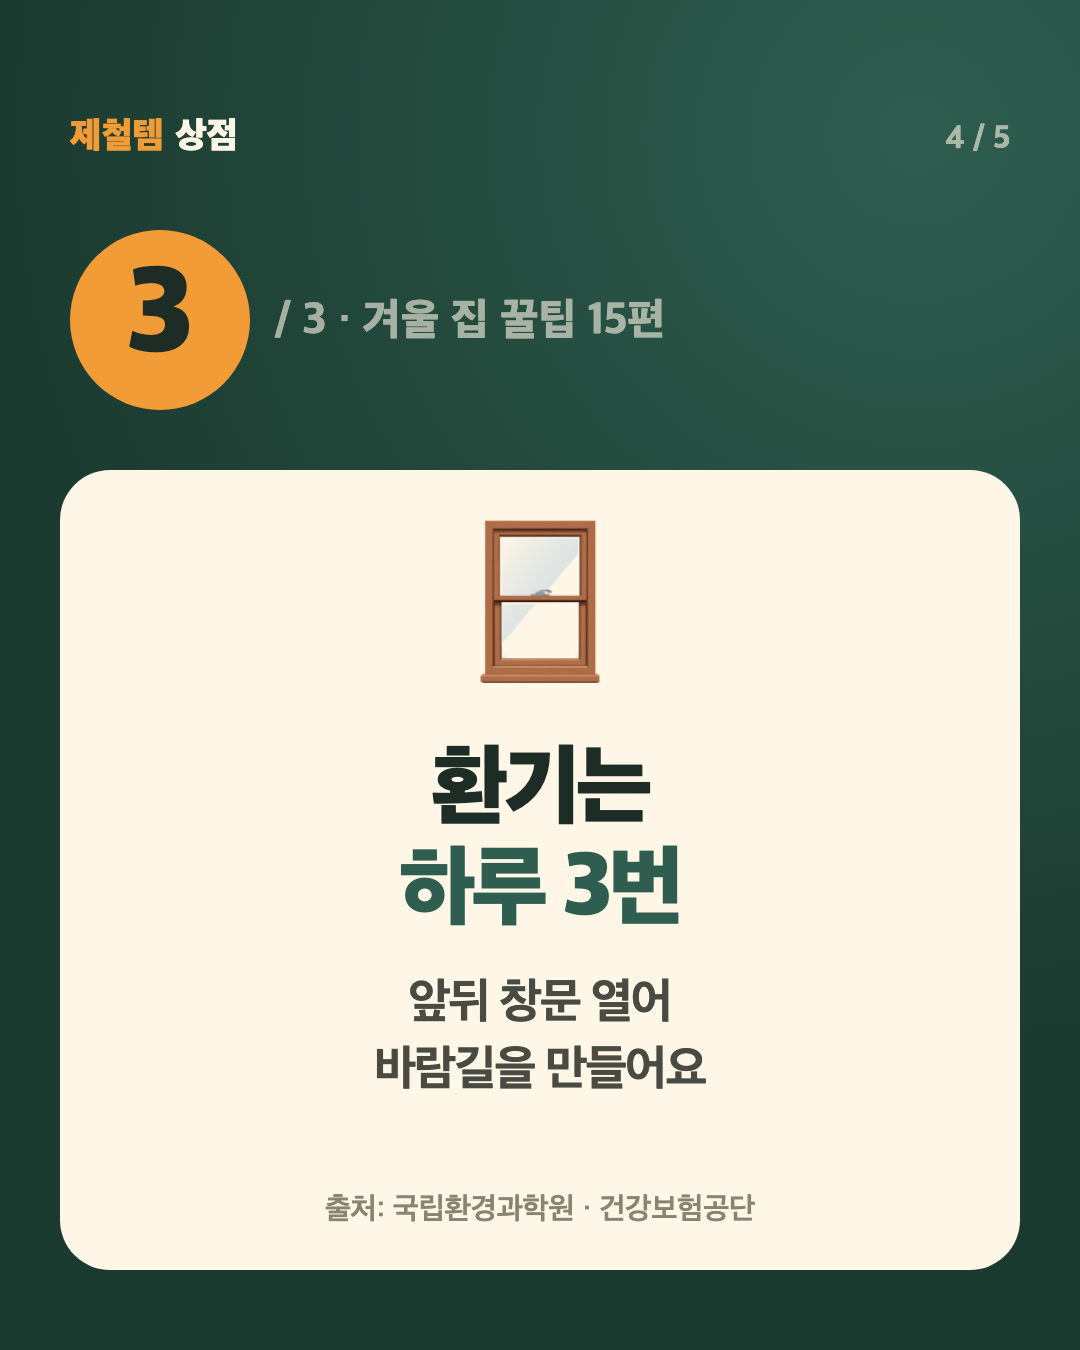 제철템 상점
4 / 5
3 / 3 · 겨울 집 꿀팁 15편
환기는
하루 3번
앞뒤 창문 열어
바람길을 만들어요
출처: 국립환경과학원 · 건강보험공단